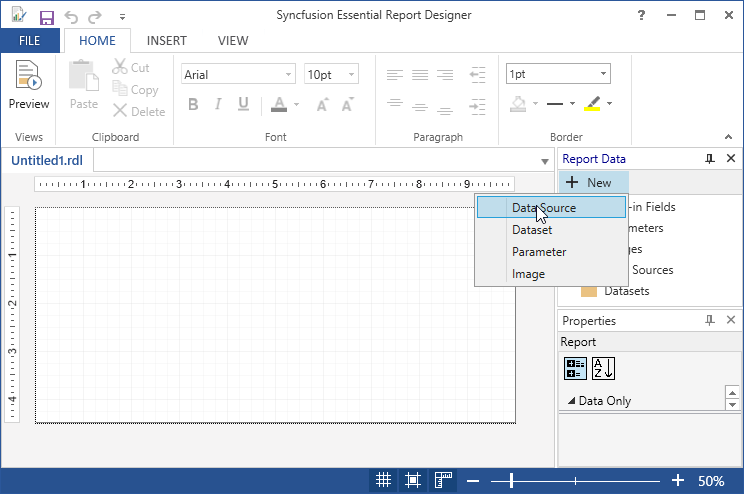 Syncfusion Essential Report Designer
?
FILE HOME INSERT VIEW
Preview
Paste
Cut
Copy
Delete
Arial 10pt
B I U A A A
1pt
Views Clipboard Font Paragraph Border
Untitled1.rdl
Report Data
New
1 2 3 4 5 6 7 8 9
Data Source
Dataset
Parameter
Image
-in Fields
meters
ges
Sources
Datasets
1
2
3
4
Properties
Report
A
Z
Data Only
50%